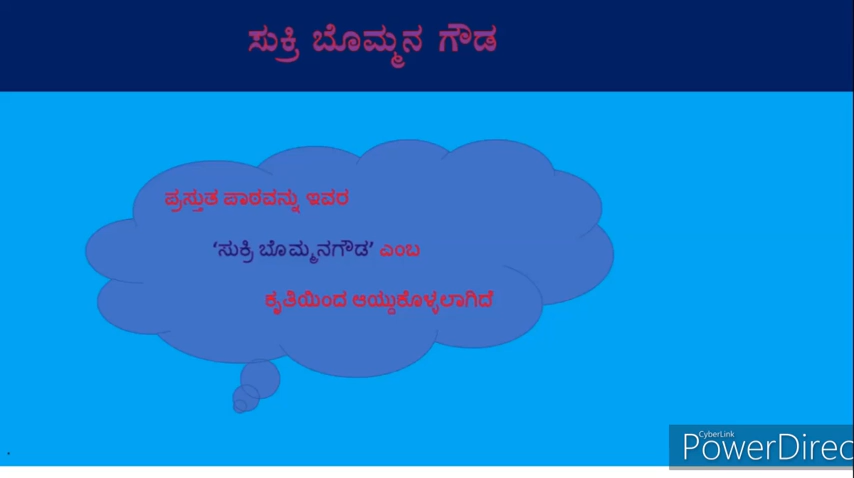 ಸುಕ್ರಿ ಬೊಮ್ಮನ ಗೌಡ
ಪ್ರಸ್ತುತ ಪಾಠವನ್ನು ಇವರ
‘ಸುಕ್ರಿ ಬೊಮ್ಮನಗೌಡ’ ಎಂಬ
ಕೃತಿಯಿಂದ ಆಯ್ದುಕೊಳ್ಳಲಾಗಿದೆ
CyberLink
PowerDirec